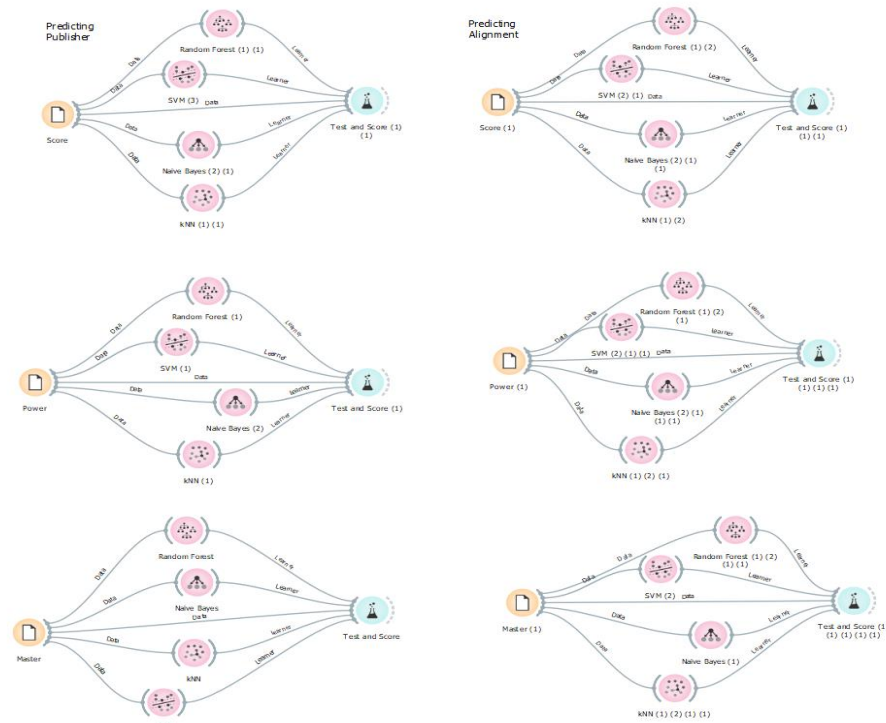 Predicting
Publisher
Random Forest (1) (1)
Data
Learner
Data
SVM (3)
Learner
Data
Score
Data
Naive Bayes (2) (1)
Learner
Test and Score (1)
(1)
Data
kNN (1) (1)
Learner
Predicting
Alignment
Random Forest (1) (2)
Data
Learner
Data
SVM (2) (1)
Learner
Data
Score (1)
Data
Naive Bayes (2) (1)
(1)
learner
Test and Score (1)
(1) (1)
Data
kNN (1) (2)
Learner
Random Forest (1)
Data
Learner
Data
SVM (1)
Learner
Data
Power
Data
Naive Bayes (2)
learner
Test and Score (1)
Data
kNN (1)
Learner
Random Forest (1) (2)
(1)
Data
Learner
Data
SVM (2) (1) (1)
learner
Data
Power (1)
Data
Naive Bayes (2) (1)
(1) (1)
learner
Test and Score (1)
(1) (1) (1)
Data
kNN (1) (2) (1)
Learner
Random Forest
Data
Learner
Data
Naive Bayes
Learner
Data
Master
Data
kNN
learner
Test and Score
Data
Learner
Random Forest (1) (2)
(1) (1)
Data
Learner
Data
SVM (2)
Learner
Data
Master (1)
Data
Naive Bayes (1)
Learne
Test and Score (1
(1) (1) (1) (1)
Data
kNN (1) (2) (1) (1)
Learner